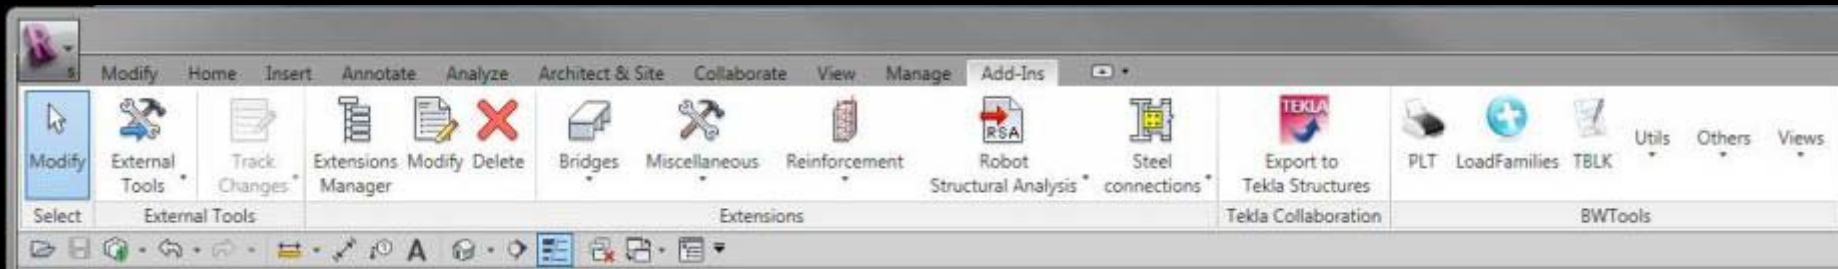 R
S
Modify Home Insert Annotate Analyze Architect & Site Collaborate View Manage Add-Ins
RSA
TEKLA
Modify External Tools Track Changes Extensions Manager Modify Delete Bridges Miscellaneous Reinforcement Robot Structural Analysis Steel connections Export to Tekla Structures PLT LoadFamilies TBLK Utils Others Views
Select External Tools Extensions Tekla Collaboration BWTools
A